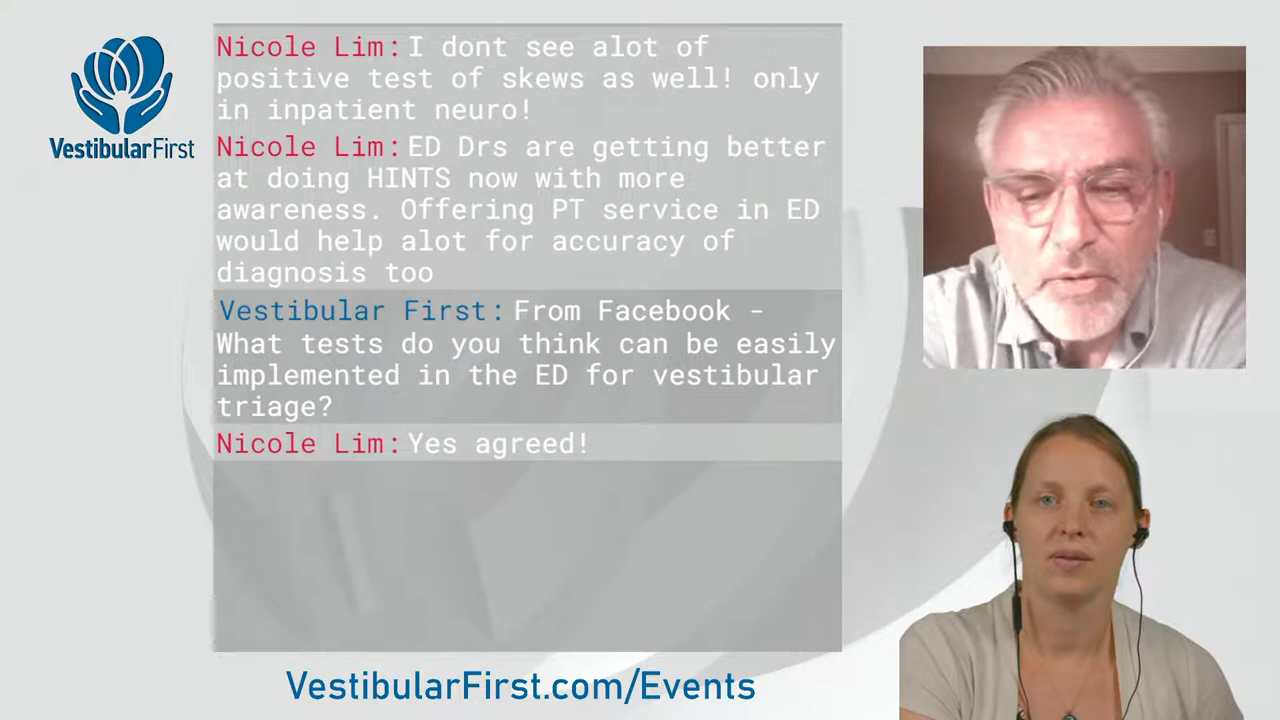 VestibularFirst
Nicole Lim: I dont see alot of
positive test of skews as well! only
in inpatient neuro!
Nicole Lim: ED Drs are getting better
at doing HINTS now with more
awareness. Offering PT service in ED
would help alot for accuracy of
diagnosis too
Vestibular First: From Facebook -
What tests do you think can be easily
implemented in the ED for vestibular
triage?
Nicole Lim: Yes agreed!
VestibularFirst.com/Events